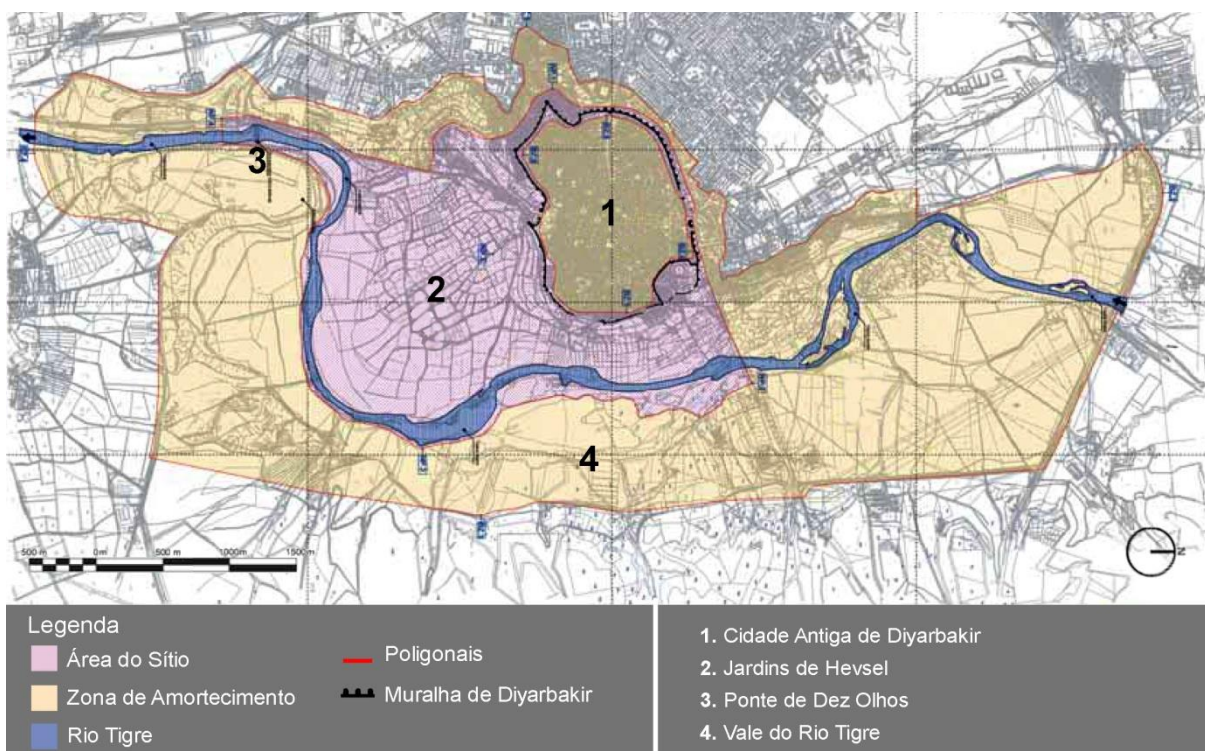 3
1
2
4
500 m 0m 500 m 1000m 1500m
N
Legenda
Área do Sítio
Zona de Amortecimento
Rio Tigre
Poligonais
Muralha de Diyarbakir
1. Cidade Antiga de Diyarbakir
2. Jardins de Hevsel
3. Ponte de Dez Olhos
4. Vale do Rio Tigre